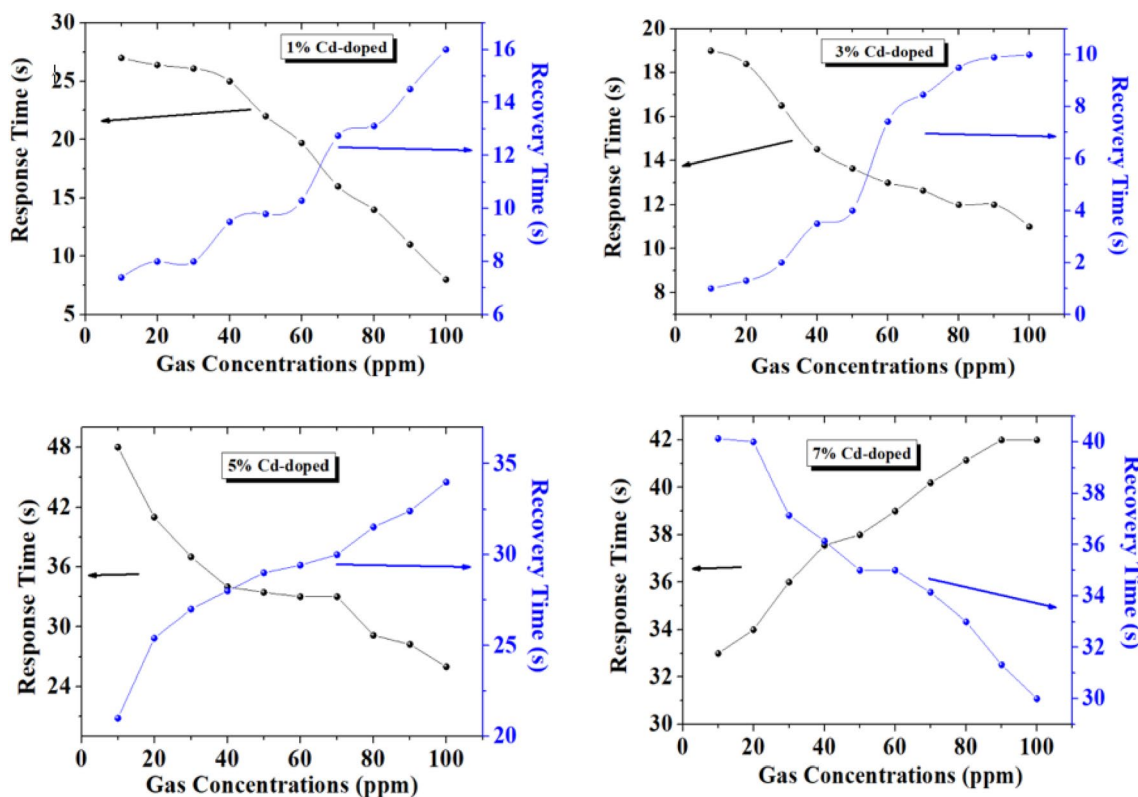 1% Cd-doped
Response Time (s)
30
25
20
15
10
5
Recovery Time (s)
16
14
12
10
8
6
0 20 40 60 80 100
Gas Concentrations (ppm)
3% Cd-doped
Response Time (s)
20
18
16
14
12
10
8
Recovery Time (s)
10
8
6
4
2
0
0 20 40 60 80 100
Gas Concentrations (ppm)
5% Cd-doped
Response Time (s)
48
42
36
30
24
Recovery Time (s)
35
30
25
20
0 20 40 60 80 100
Gas Concentrations (ppm)
7% Cd-doped
Response Time (s)
42
40
38
36
34
32
30
Recovery Time (s)
40
38
36
34
32
30
0 20 40 60 80 100
Gas Concentrations (ppm)